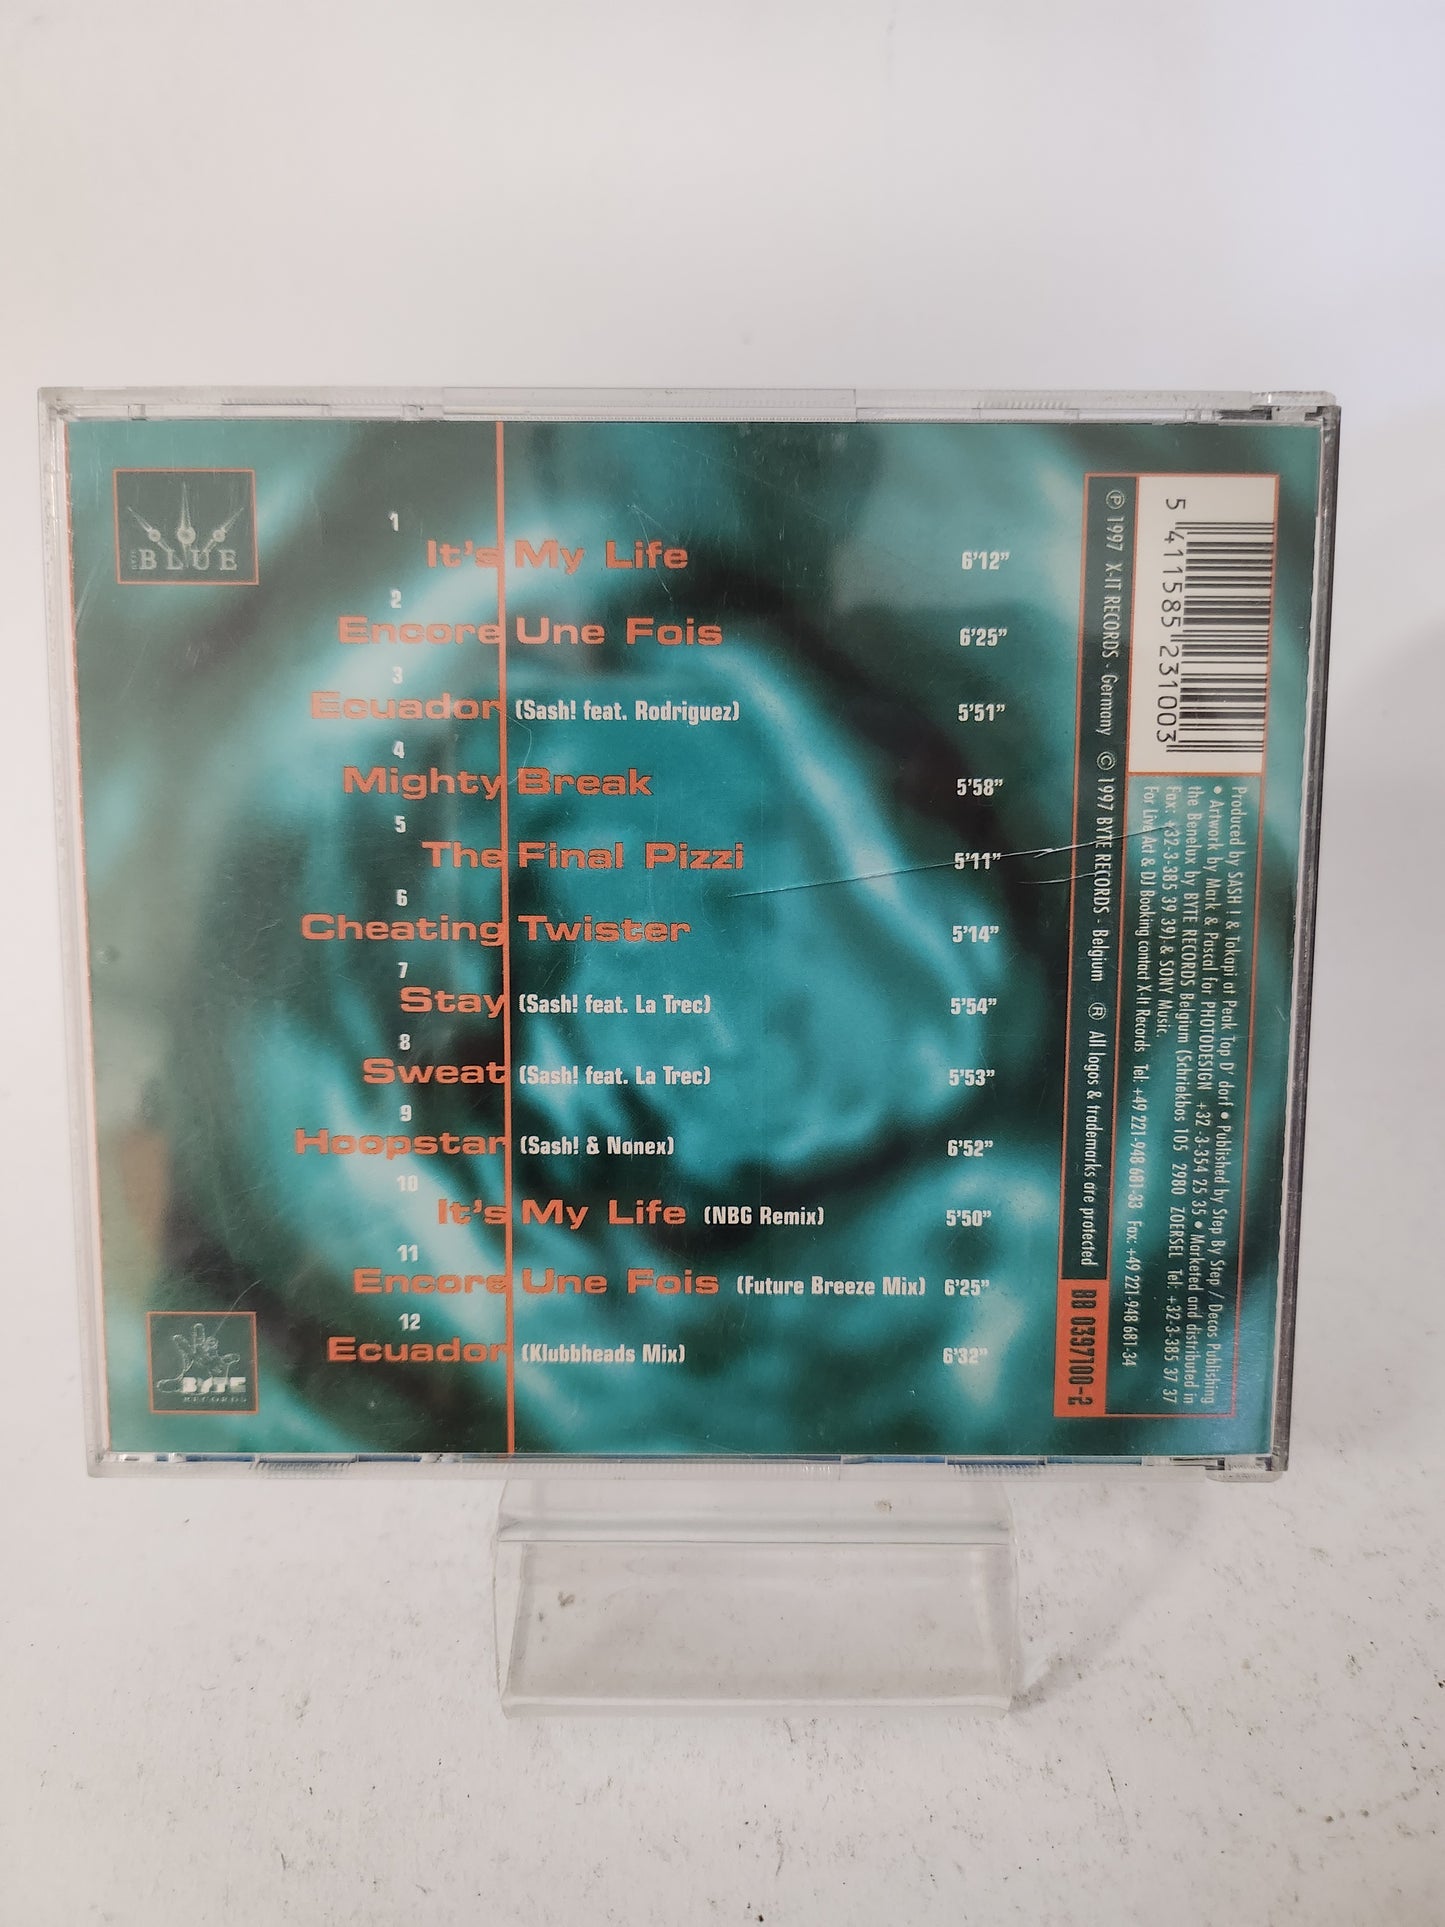 BLUE
1
It's My Life 6'12"
2
Encore Une Fois 6'25"
3
Ecuador (Sash! feat. Rodriguez) 5'51"
4
Mighty Break 5'58"
5
The Final Pizzi 5'11"
6
Cheating Twister 5'14"
7
Stay (Sash! feat. La Trec) 5'54"
8
Sweat (Sash! feat. La Trec) 5'53"
9
Hoopstar (Sash! & Nonex) 6'52"
10
It's My Life (NBG Remix) 5'50"
11
Encore Une Fois (Future Breeze Mix) 6'25"
12
Ecuador (Klubbheads Mix) 6'32"
BYTE
RECORDS
5 411585 231003
Produced by SASH ! & Tokapi at Peak Top D' dorf • Published by Step By Step / Decos Publishing
• Artwork by Mark & Pascal for PHOTODESIGN +32 -3-354 25 35 • Marketed and distributed in
the Benelux by BYTE RECORDS Belgium (Schriekbos 105 2980 ZOERSEL Tel: +32-3-385 37 37
Fax: +32-3-385 39 39) & SONY Music.
For Live Act & DJ Booking contact X-It Records Tel: +49 221-948 681-33 Fax: +49 221-948 681-34
℗ 1997 X-IT RECORDS - Germany © 1997 BYTE RECORDS - Belgium ® All logos & trademarks are protected
BB 0397100-2